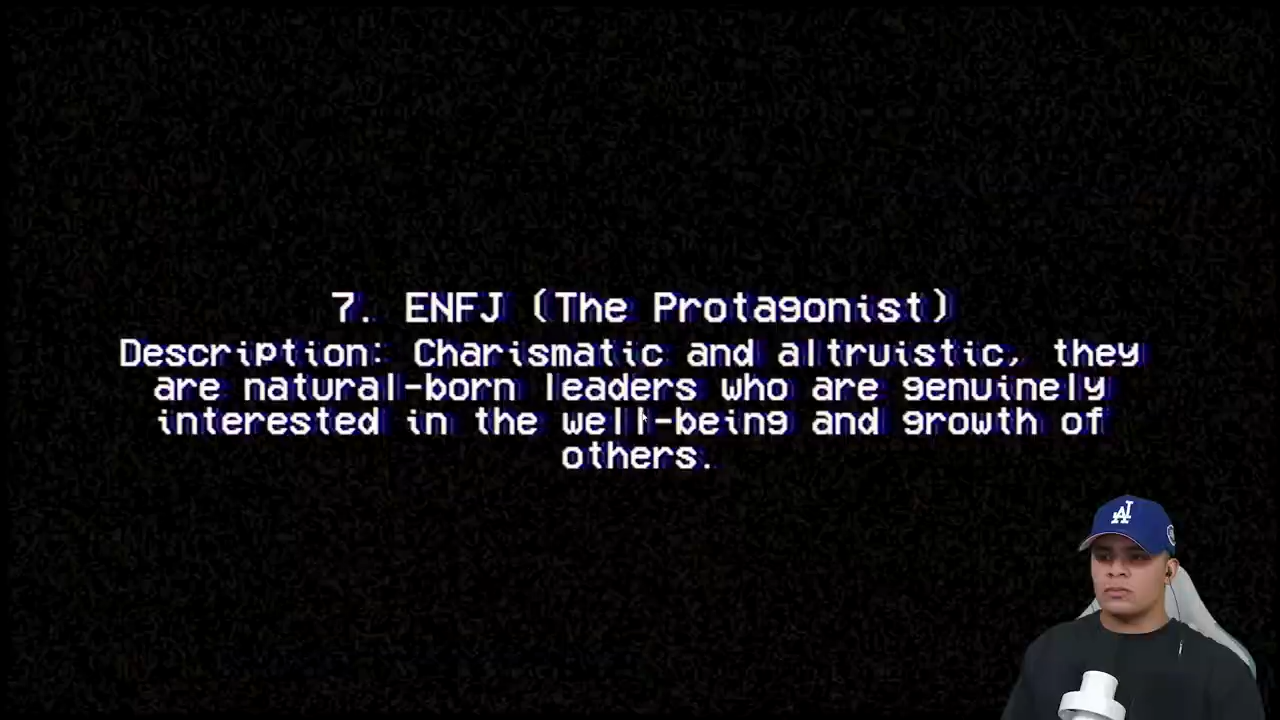 7. ENFJ (The Protagonist)
Description: Charismatic and altruistic, they
are natural-born leaders who are genuinely
interested in the well-being and growth of
others.
LA